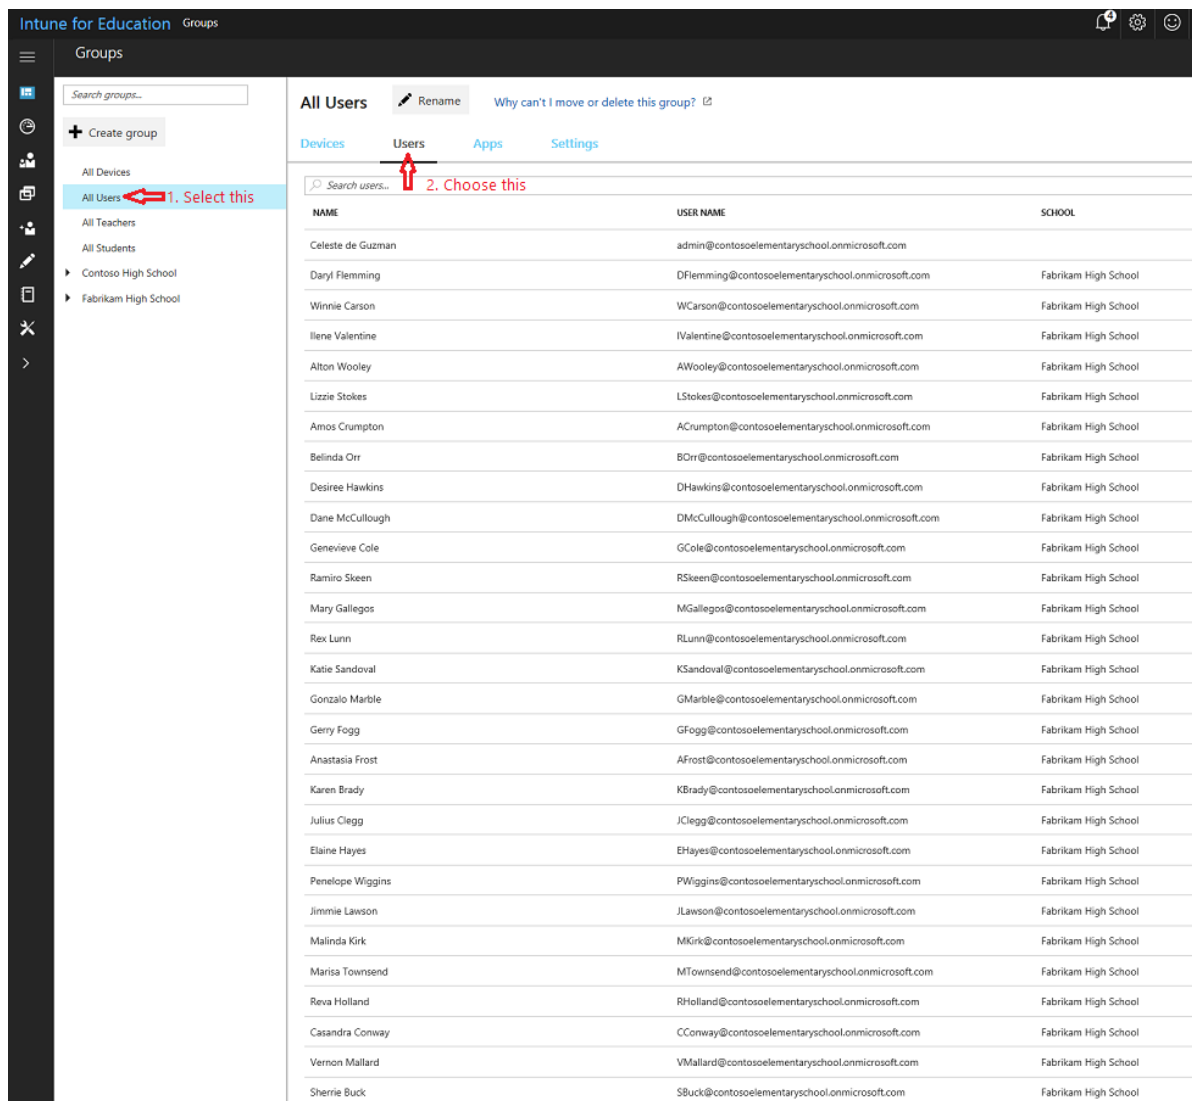 Intune for Education Groups
4
Groups
Search groups...
Create group
All Devices
All Users
1. Select this
All Teachers
All Students
Contoso High School
Fabrikam High School
All Users Rename Why can't I move or delete this group?
Devices Users Apps Settings
Search users... 2. Choose this
NAME USER NAME SCHOOL
Celeste de Guzman admin@contosoelementaryschool.onmicrosoft.com
Daryl Flemming DFlemming@contosoelementaryschool.onmicrosoft.com Fabrikam High School
Winnie Carson WCarson@contosoelementaryschool.onmicrosoft.com Fabrikam High School
Ilene Valentine IValentine@contosoelementaryschool.onmicrosoft.com Fabrikam High School
Alton Wooley AWooley@contosoelementaryschool.onmicrosoft.com Fabrikam High School
Lizzie Stokes LStokes@contosoelementaryschool.onmicrosoft.com Fabrikam High School
Amos Crumpton ACrumpton@contosoelementaryschool.onmicrosoft.com Fabrikam High School
Belinda Orr BOrr@contosoelementaryschool.onmicrosoft.com Fabrikam High School
Desiree Hawkins DHawkins@contosoelementaryschool.onmicrosoft.com Fabrikam High School
Dane McCullough DMcCullough@contosoelementaryschool.onmicrosoft.com Fabrikam High School
Genevieve Cole GCole@contosoelementaryschool.onmicrosoft.com Fabrikam High School
Ramiro Skeen RSkeen@contosoelementaryschool.onmicrosoft.com Fabrikam High School
Mary Gallegos MGallegos@contosoelementaryschool.onmicrosoft.com Fabrikam High School
Rex Lunn RLunn@contosoelementaryschool.onmicrosoft.com Fabrikam High School
Katie Sandoval KSandoval@contosoelementaryschool.onmicrosoft.com Fabrikam High School
Gonzalo Marble GMarble@contosoelementaryschool.onmicrosoft.com Fabrikam High School
Gerry Fogg GFogg@contosoelementaryschool.onmicrosoft.com Fabrikam High School
Anastasia Frost AFrost@contosoelementaryschool.onmicrosoft.com Fabrikam High School
Karen Brady KBrady@contosoelementaryschool.onmicrosoft.com Fabrikam High School
Julius Clegg JClegg@contosoelementaryschool.onmicrosoft.com Fabrikam High School
Elaine Hayes EHayes@contosoelementaryschool.onmicrosoft.com Fabrikam High School
Penelope Wiggins PWiggins@contosoelementaryschool.onmicrosoft.com Fabrikam High School
Jimmie Lawson JLawson@contosoelementaryschool.onmicrosoft.com Fabrikam High School
Malinda Kirk MKirk@contosoelementaryschool.onmicrosoft.com Fabrikam High School
Marisa Townsend MTownsend@contosoelementaryschool.onmicrosoft.com Fabrikam High School
Reva Holland RHolland@contosoelementaryschool.onmicrosoft.com Fabrikam High School
Casandra Conway CConway@contosoelementaryschool.onmicrosoft.com Fabrikam High School
Vernon Mallard VMallard@contosoelementaryschool.onmicrosoft.com Fabrikam High School
Sherrie Buck SBuck@contosoelementaryschool.onmicrosoft.com Fabrikam High School